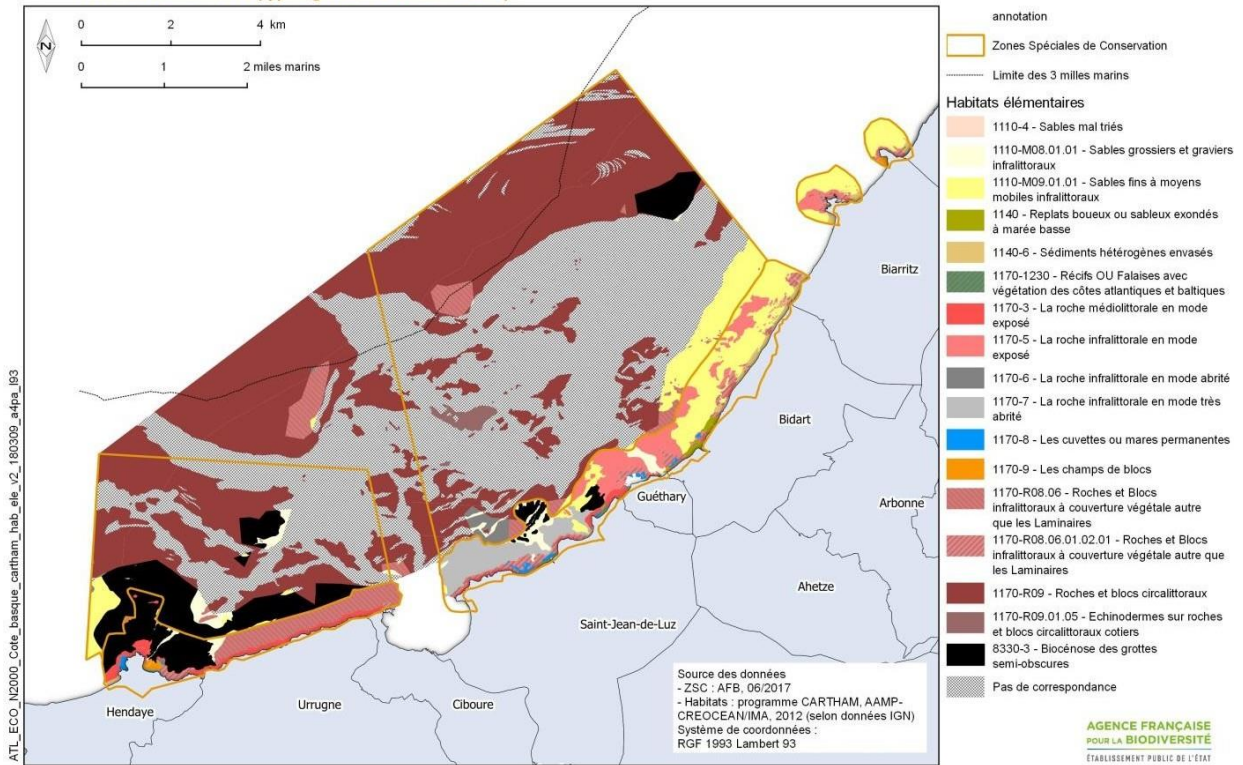 0 2 4 km
0 1 2 miles marins
N
ATL_ECO_N2000_Cote_basque_cartham_hab_ele_v2_180309_a4pa_l93
Biarritz
Bidart
Guéthary
Arbonne
Ahetze
Saint-Jean-de-Luz
Ciboure
Urrugne
Hendaye
Source des données
- ZSC : AFB, 06/2017
- Habitats : programme CARTHAM, AAMP-
CREOCEAN/IMA, 2012 (selon données IGN)
Système de coordonnées :
RGF 1993 Lambert 93
annotation
Zones Spéciales de Conservation
Limite des 3 milles marins
Habitats élémentaires
1110-4 - Sables mal triés
1110-M08.01.01 - Sables grossiers et graviers
infralittoraux
1110-M09.01.01 - Sables fins à moyens
mobiles infralittoraux
1140 - Replats boueux ou sableux exondés
à marée basse
1140-6 - Sédiments hétérogènes envasés
1170-1230 - Récifs OU Falaises avec
végétation des côtes atlantiques et baltiques
1170-3 - La roche médiolittorale en mode
exposé
1170-5 - La roche infralittorale en mode
exposé
1170-6 - La roche infralittorale en mode abrité
1170-7 - La roche infralittorale en mode très
abrité
1170-8 - Les cuvettes ou mares permanentes
1170-9 - Les champs de blocs
1170-R08.06 - Roches et Blocs
infralittoraux à couverture végétale autre
que les Laminaires
1170-R08.06.01.02.01 - Roches et Blocs
infralittoraux à couverture végétale autre que
les Laminaires
1170-R09 - Roches et blocs circalittoraux
1170-R09.01.05 - Echinodermes sur roches
et blocs circalittoraux cotiers
8330-3 - Biocénose des grottes
semi-obscures
Pas de correspondance
AGENCE FRANÇAISE
POUR LA BIODIVERSITÉ
ÉTABLISSEMENT PUBLIC DE L'ÉTAT